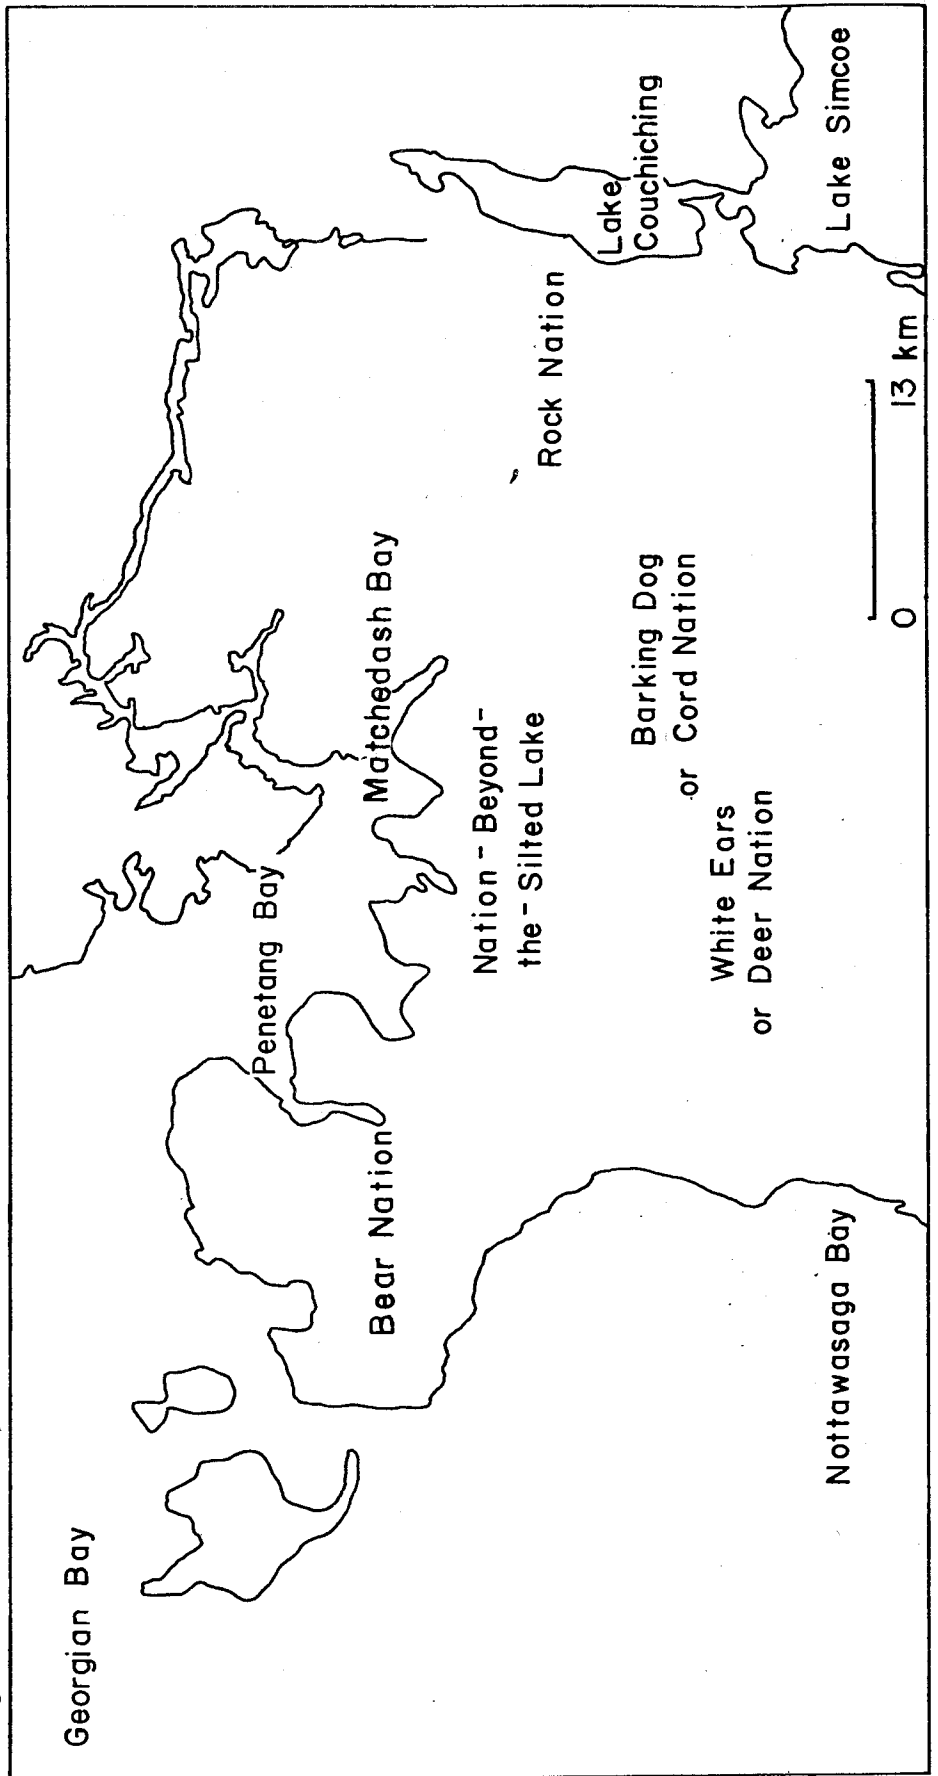 Georgian Bay
Penetang Bay
Matchedash Bay
Bear Nation
Nation-Beyond-
the-Silted Lake
Rock Nation
Lake
Couchiching
Barking Dog
or Cord Nation
White Ears
or Deer Nation
Nottawasaga Bay
Lake Simcoe
0 13 km